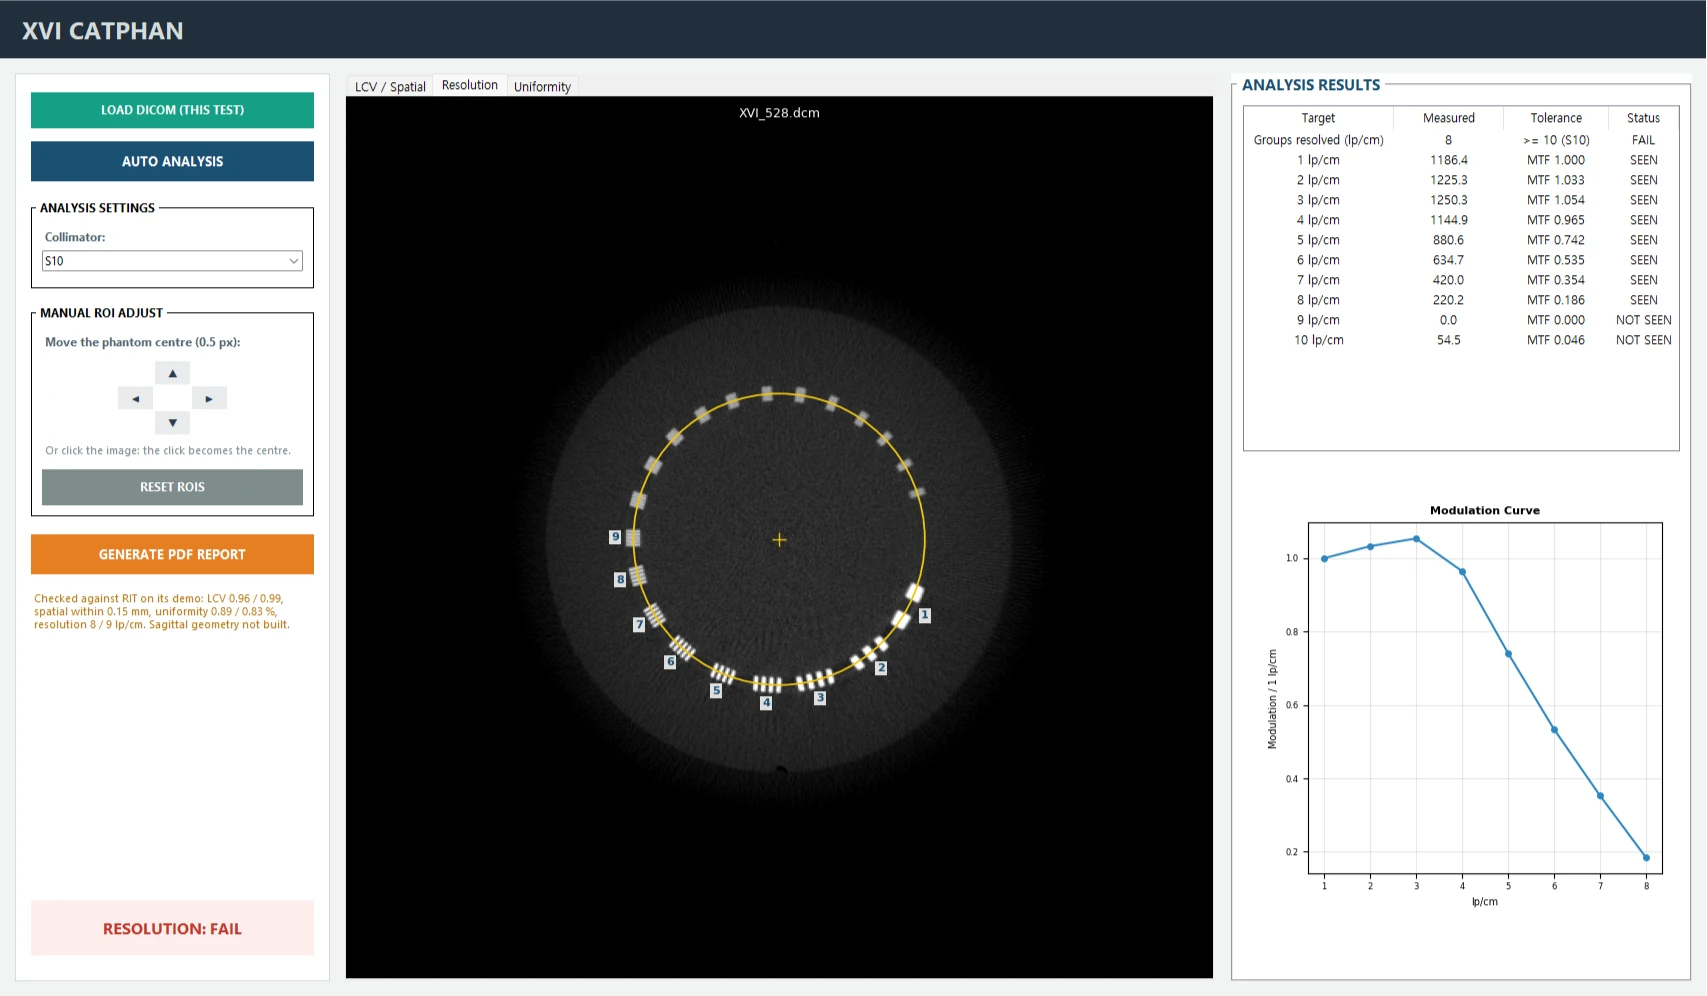 XVI CATPHAN
LOAD DICOM (THIS TEST)
AUTO ANALYSIS
ANALYSIS SETTINGS
Collimator:
S10
MANUAL ROI ADJUST
Move the phantom centre (0.5 px):
▲
◄ ►
▼
Or click the image: the click becomes the centre.
RESET ROIS
GENERATE PDF REPORT
Checked against RIT on its demo: LCV 0.96 / 0.99,
spatial within 0.15 mm, uniformity 0.89 / 0.83 %,
resolution 8 / 9 lp/cm. Sagittal geometry not built.
RESOLUTION: FAIL
LCV / Spatial Resolution Uniformity
XVI_528.dcm
9
8
7
6
5
4
3
2
1
ANALYSIS RESULTS
Target Measured Tolerance Status
Groups resolved (lp/cm) 8 >= 10 (S10) FAIL
1 lp/cm 1186.4 MTF 1.000 SEEN
2 lp/cm 1225.3 MTF 1.033 SEEN
3 lp/cm 1250.3 MTF 1.054 SEEN
4 lp/cm 1144.9 MTF 0.965 SEEN
5 lp/cm 880.6 MTF 0.742 SEEN
6 lp/cm 634.7 MTF 0.535 SEEN
7 lp/cm 420.0 MTF 0.354 SEEN
8 lp/cm 220.2 MTF 0.186 SEEN
9 lp/cm 0.0 MTF 0.000 NOT SEEN
10 lp/cm 54.5 MTF 0.046 NOT SEEN
Modulation Curve
Modulation / 1 lp/cm
1.0
0.8
0.6
0.4
0.2
1 2 3 4 5 6 7 8
lp/cm